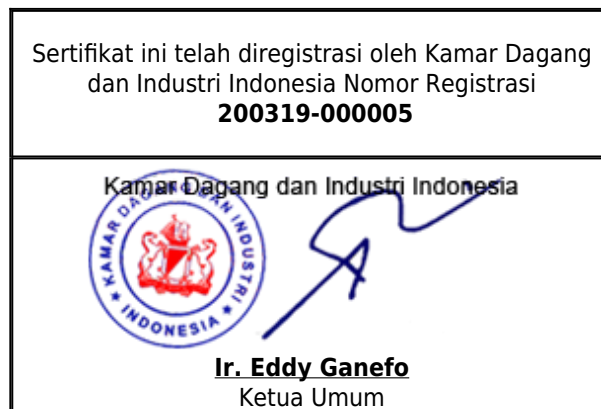 Sertifikat ini telah diregistrasi oleh Kamar Dagang
dan Industri Indonesia Nomor Registrasi
200319-000005
Kamar Dagang dan Industri Indonesia
KAMAR DAGANG DAN INDUSTRI
★ INDONESIA ★
Ir. Eddy Ganefo
Ketua Umum